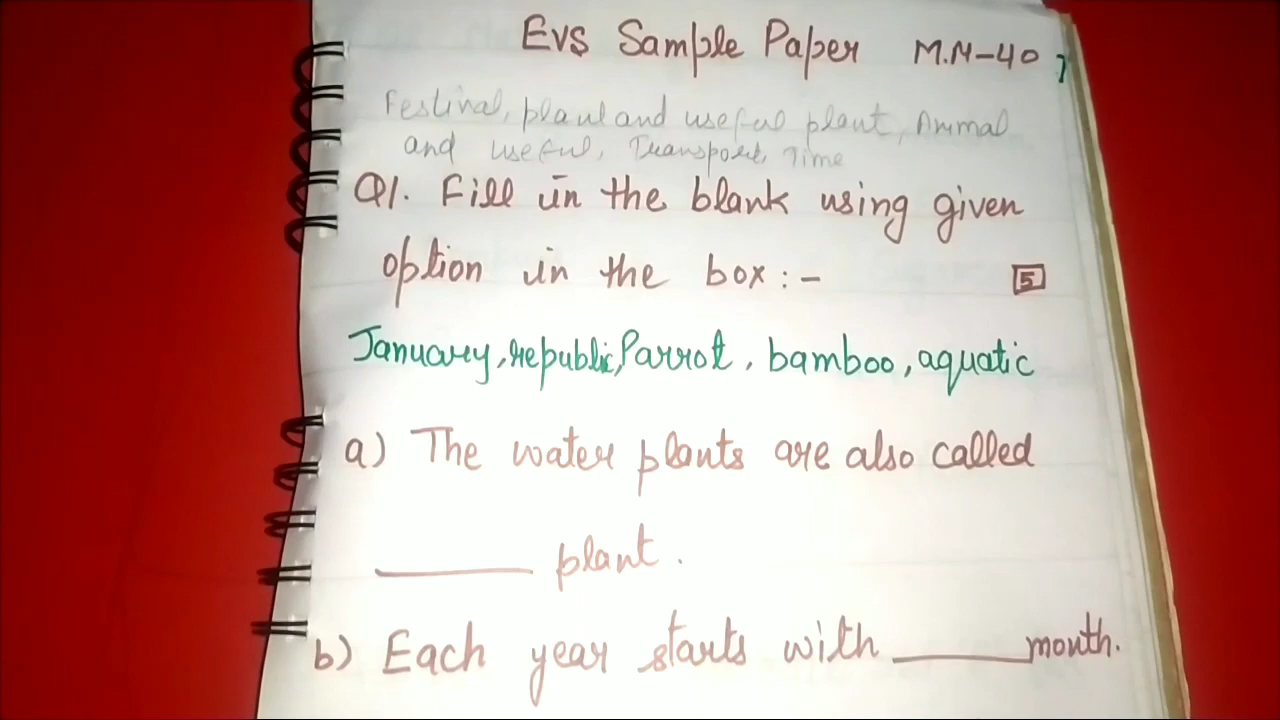 EVS Sample Paper M.M-40
Festival, plant and useful plant, Animal
and useful, Transport, Time
Q1. Fill in the blank using given
option in the box :-
5
January, republic, Parrot, bamboo, aquatic
a) The water plants are also called
______ plant.
b) Each year starts with ______ month.